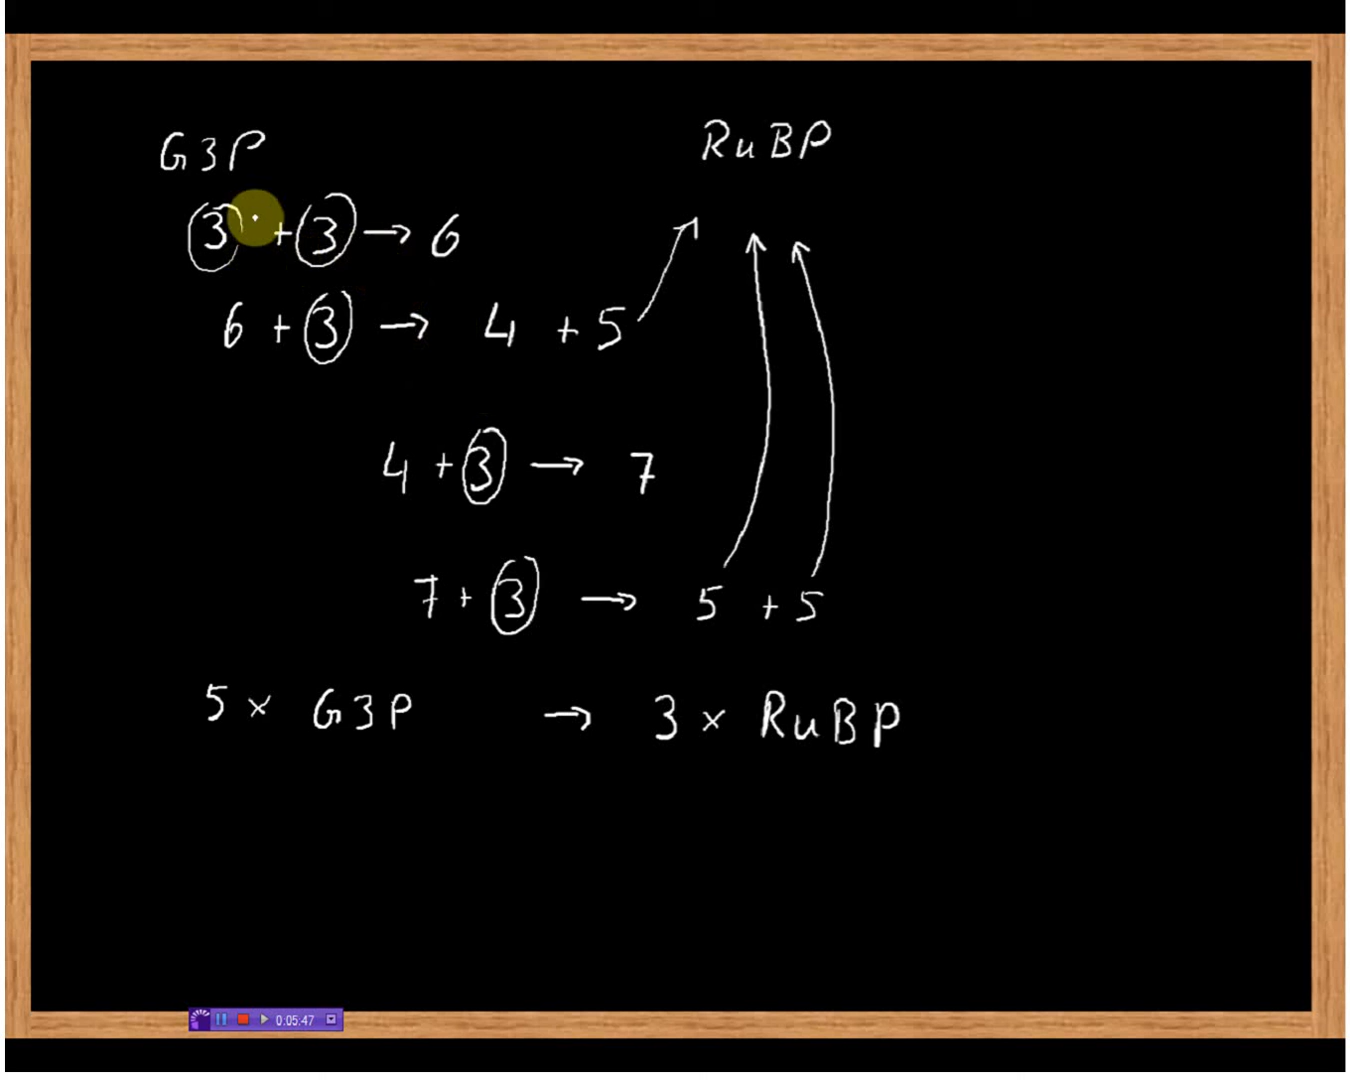 G3P RuBP
3 + 3 → 6
6 + 3 → 4 + 5
4 + 3 → 7
7 + 3 → 5 + 5
5 × G3P → 3 × RuBP
0:05:47